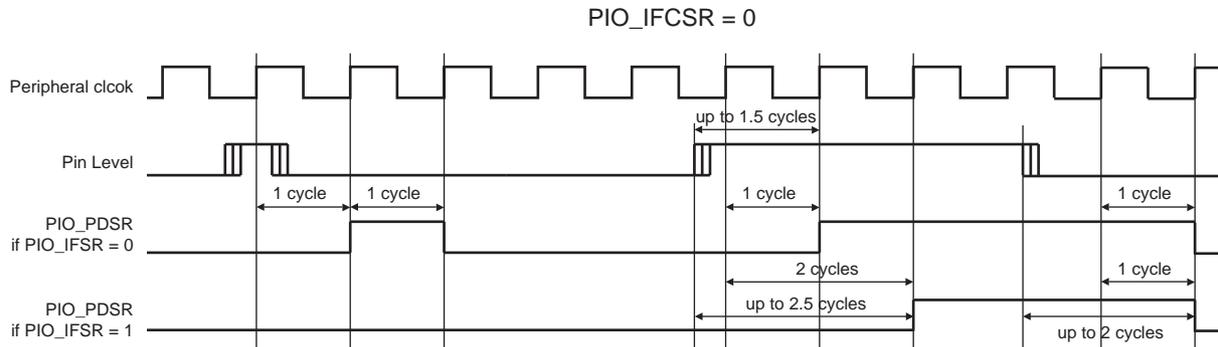 PIO_IFCSR = 0
Peripheral clcok
up to 1.5 cycles
Pin Level
1 cycle
1 cycle
1 cycle
1 cycle
PIO_PDSR
if PIO_IFSR = 0
2 cycles
1 cycle
PIO_PDSR
if PIO_IFSR = 1
up to 2.5 cycles
up to 2 cycles